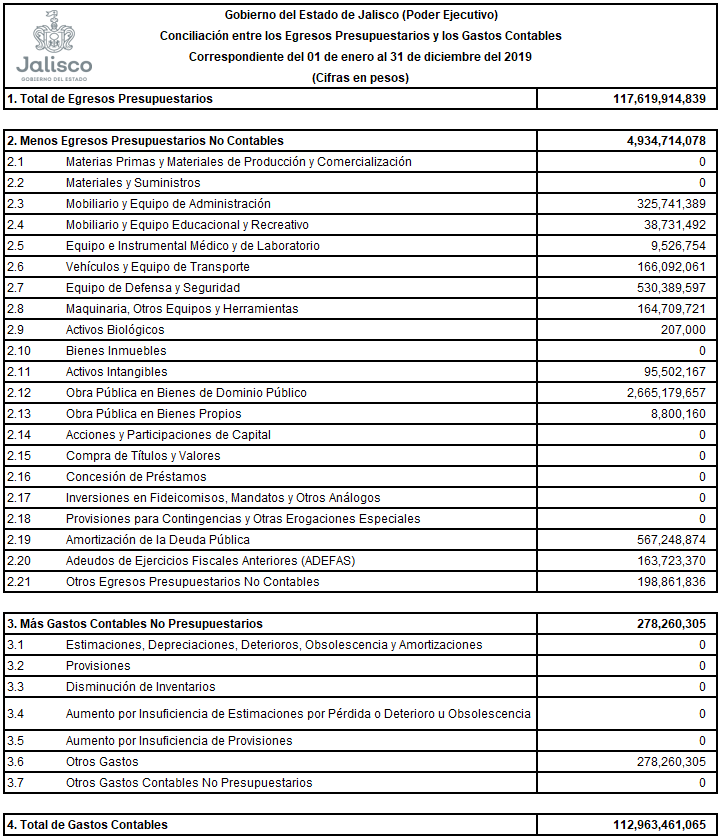 Jalisco
GOBIERNO DEL ESTADO
Gobierno del Estado de Jalisco (Poder Ejecutivo)
Conciliación entre los Egresos Presupuestarios y los Gastos Contables
Correspondiente del 01 de enero al 31 de diciembre del 2019
(Cifras en pesos)
1. Total de Egresos Presupuestarios 117,619,914,839
2. Menos Egresos Presupuestarios No Contables 4,934,714,078
2.1 Materias Primas y Materiales de Producción y Comercialización 0
2.2 Materiales y Suministros 0
2.3 Mobiliario y Equipo de Administración 325,741,389
2.4 Mobiliario y Equipo Educacional y Recreativo 38,731,492
2.5 Equipo e Instrumental Médico y de Laboratorio 9,526,754
2.6 Vehículos y Equipo de Transporte 166,092,061
2.7 Equipo de Defensa y Seguridad 530,389,597
2.8 Maquinaria, Otros Equipos y Herramientas 164,709,721
2.9 Activos Biológicos 207,000
2.10 Bienes Inmuebles 0
2.11 Activos Intangibles 95,502,167
2.12 Obra Pública en Bienes de Dominio Público 2,665,179,657
2.13 Obra Pública en Bienes Propios 8,800,160
2.14 Acciones y Participaciones de Capital 0
2.15 Compra de Títulos y Valores 0
2.16 Concesión de Préstamos 0
2.17 Inversiones en Fideicomisos, Mandatos y Otros Análogos 0
2.18 Provisiones para Contingencias y Otras Erogaciones Especiales 0
2.19 Amortización de la Deuda Pública 567,248,874
2.20 Adeudos de Ejercicios Fiscales Anteriores (ADEFAS) 163,723,370
2.21 Otros Egresos Presupuestarios No Contables 198,861,836
3. Más Gastos Contables No Presupuestarios 278,260,305
3.1 Estimaciones, Depreciaciones, Deterioros, Obsolescencia y Amortizaciones 0
3.2 Provisiones 0
3.3 Disminución de Inventarios 0
3.4 Aumento por Insuficiencia de Estimaciones por Pérdida o Deterioro u Obsolescencia 0
3.5 Aumento por Insuficiencia de Provisiones 0
3.6 Otros Gastos 278,260,305
3.7 Otros Gastos Contables No Presupuestarios 0
4. Total de Gastos Contables 112,963,461,065